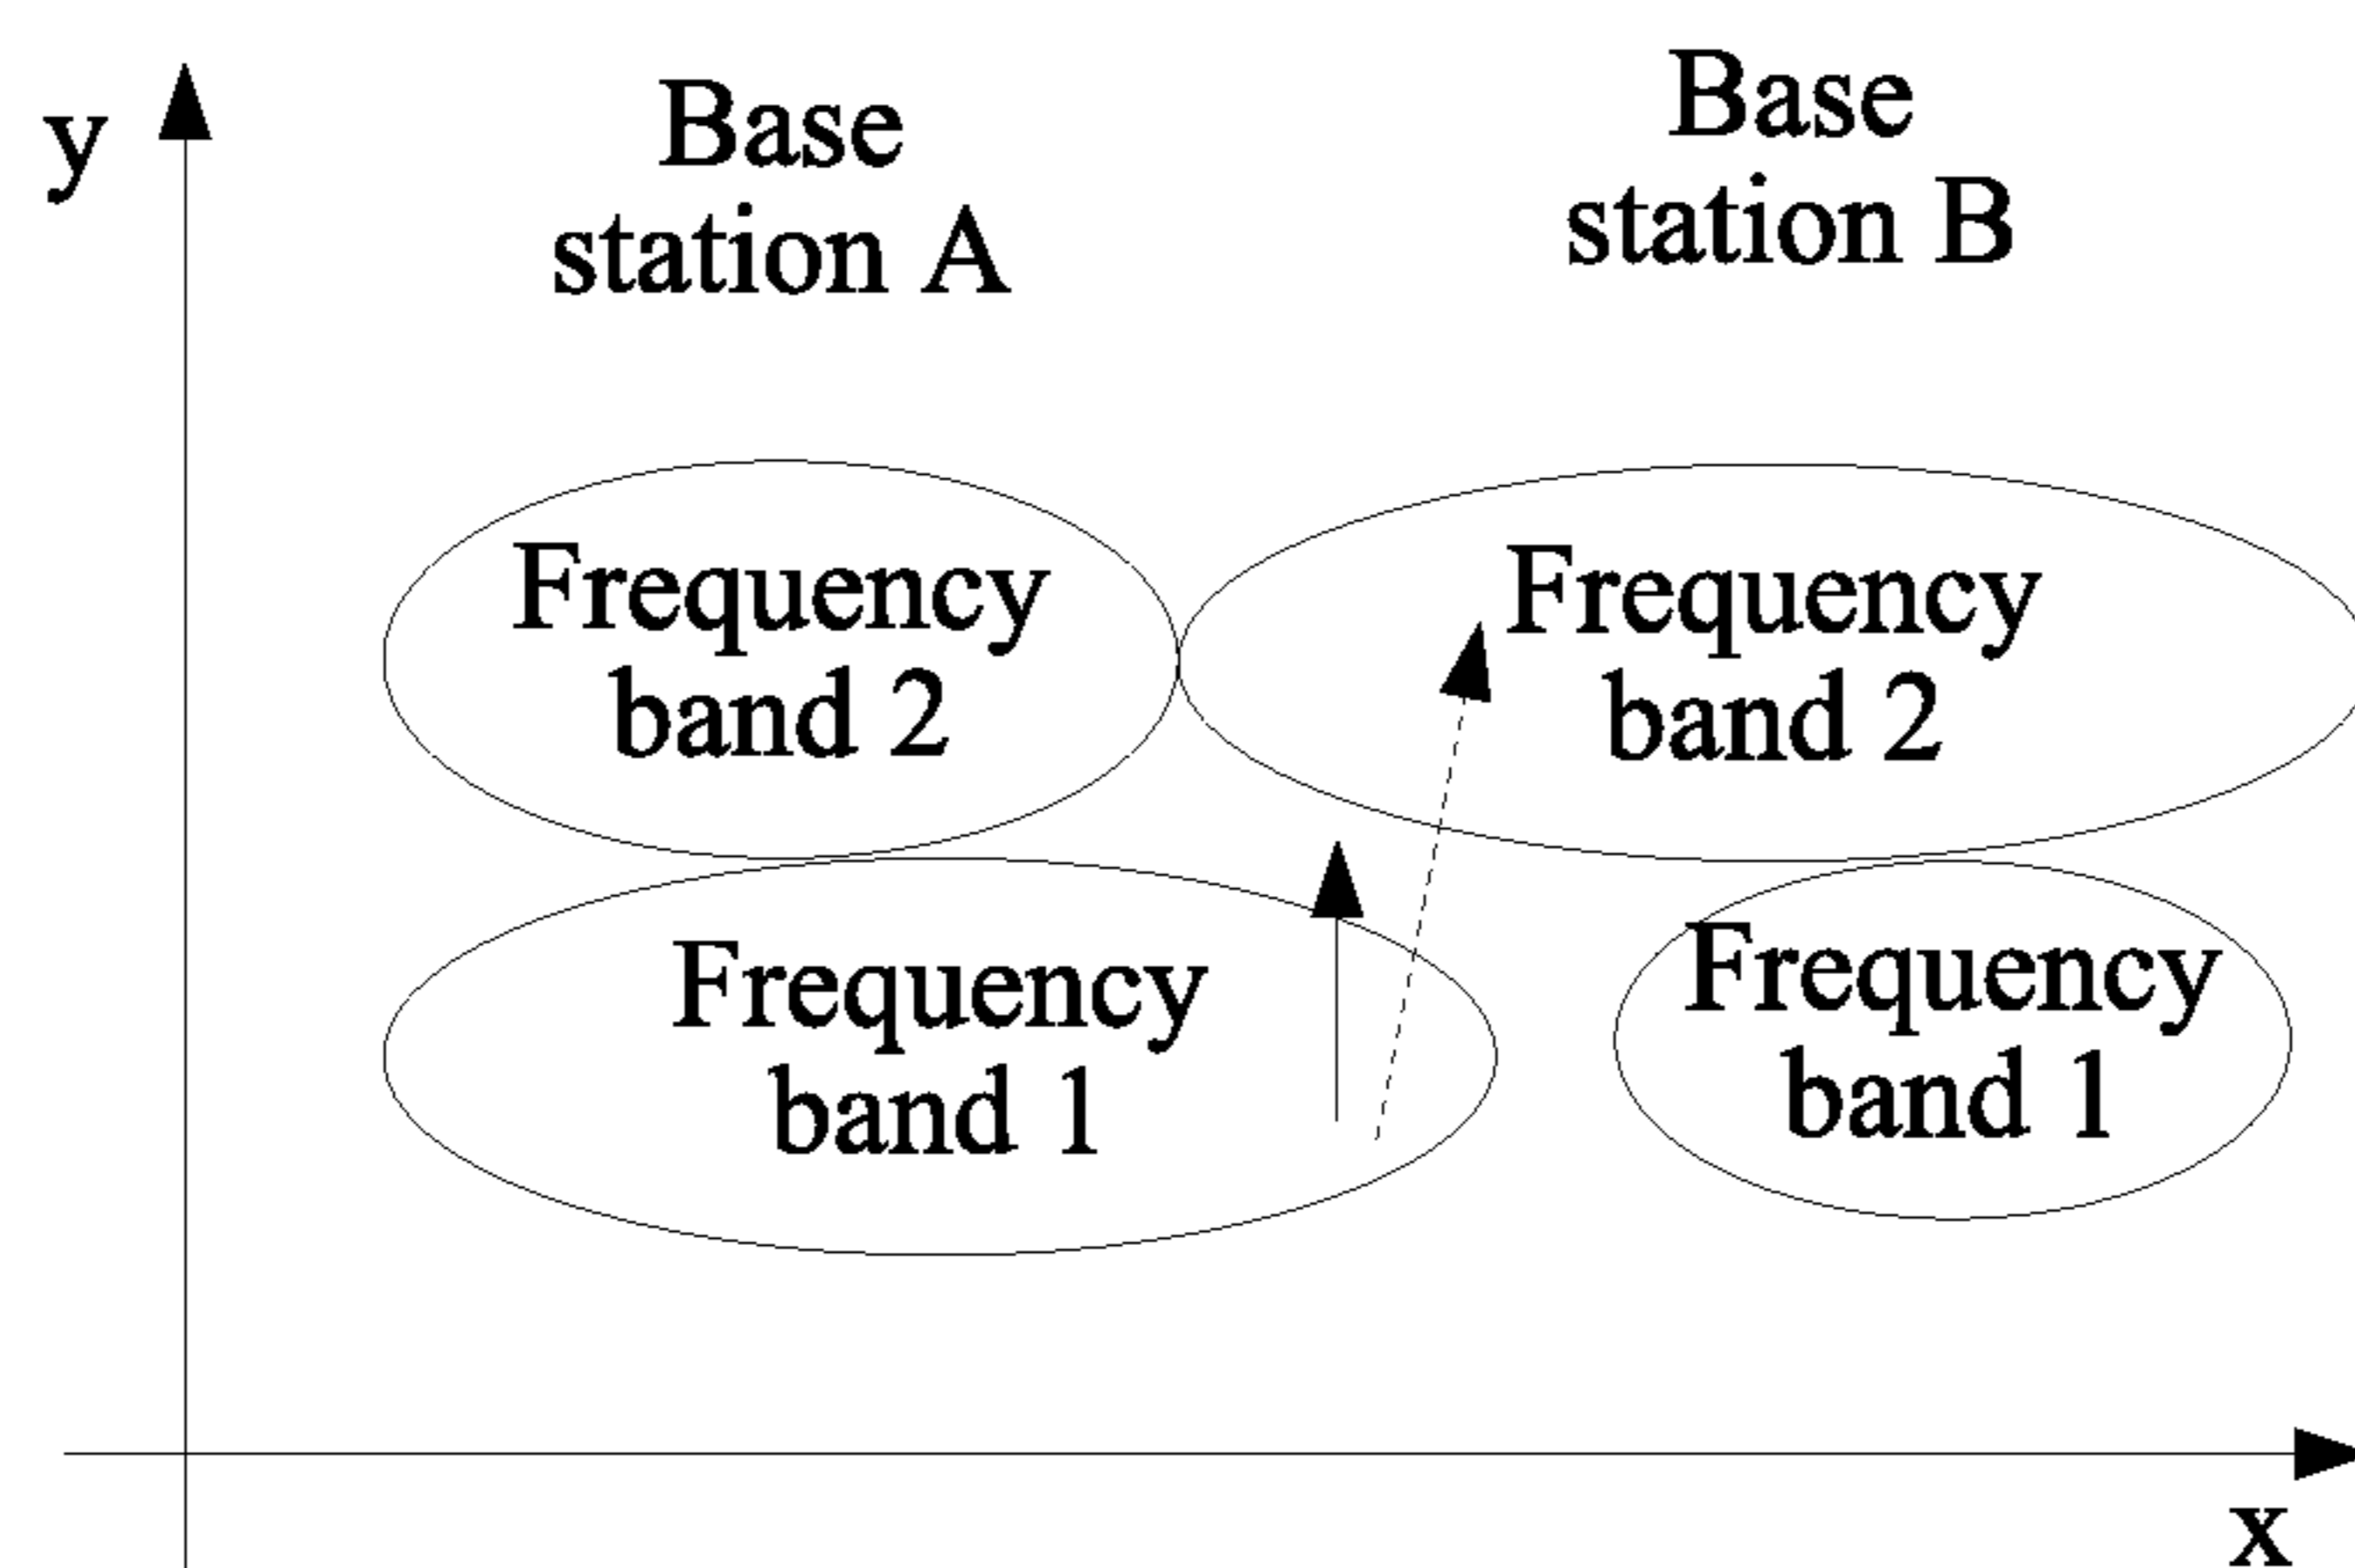 y
Base
station A
Base
station B
Frequency
band 2
Frequency
band 2
Frequency
band 1
Frequency
band 1
x